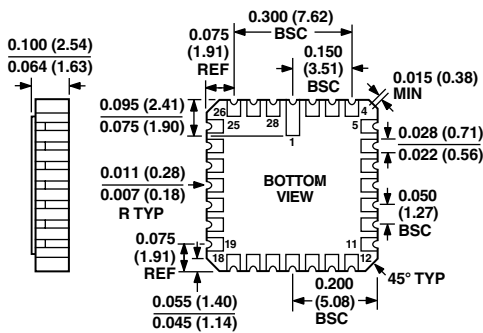 0.300 (7.62)
BSC
0.075
(1.91)
REF
0.100 (2.54)
0.064 (1.63)
0.150
(3.51)
BSC
0.015 (0.38)
MIN
0.095 (2.41)
0.075 (1.90)
26
25
28
1
4
5
0.028 (0.71)
0.022 (0.56)
0.011 (0.28)
0.007 (0.18)
R TYP
BOTTOM
VIEW
0.050
(1.27)
BSC
0.075
(1.91)
REF
19
18
11
12
45° TYP
0.200
(5.08)
BSC
0.055 (1.40)
0.045 (1.14)